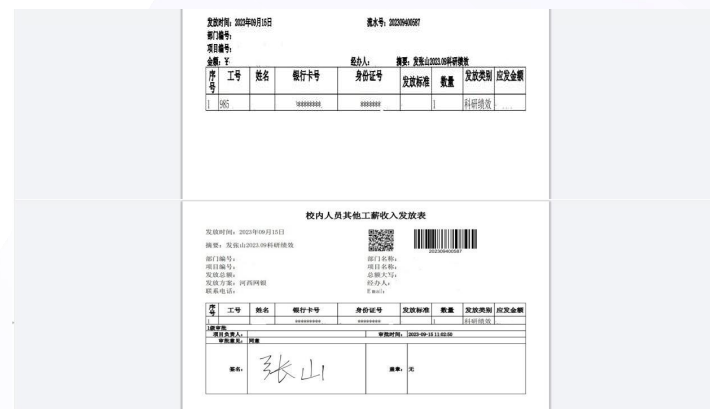 发放时间：2023年09月15日 流水号：202309400587
部门编号：
项目编号：
金额：￥ 经办人： 摘要：发张山2023.09科研绩效
序号 工号 姓名 银行卡号 身份证号 发放标准 数量 发放类别 应发金额
1 985 *88888888 8888888 1 科研绩效
校内人员其他工薪收入发放表
发放时间：2023年09月15日
202309400587
摘要：发张山2023.09科研绩效
部门编号： 部门名称：
项目编号： 项目名称：
发放总额： 总额大写：
发放方案：河西网银 经办人：
联系电话： Email：
序号 工号 姓名 银行卡号 身份证号 发放标准 数量 发放类别 应发金额
1 1 科研绩效
1级审批
项目负责人： 审批时间： 2023-09-15 11:02:50
审批意见： 同意
签名： 张山 盖章： 无